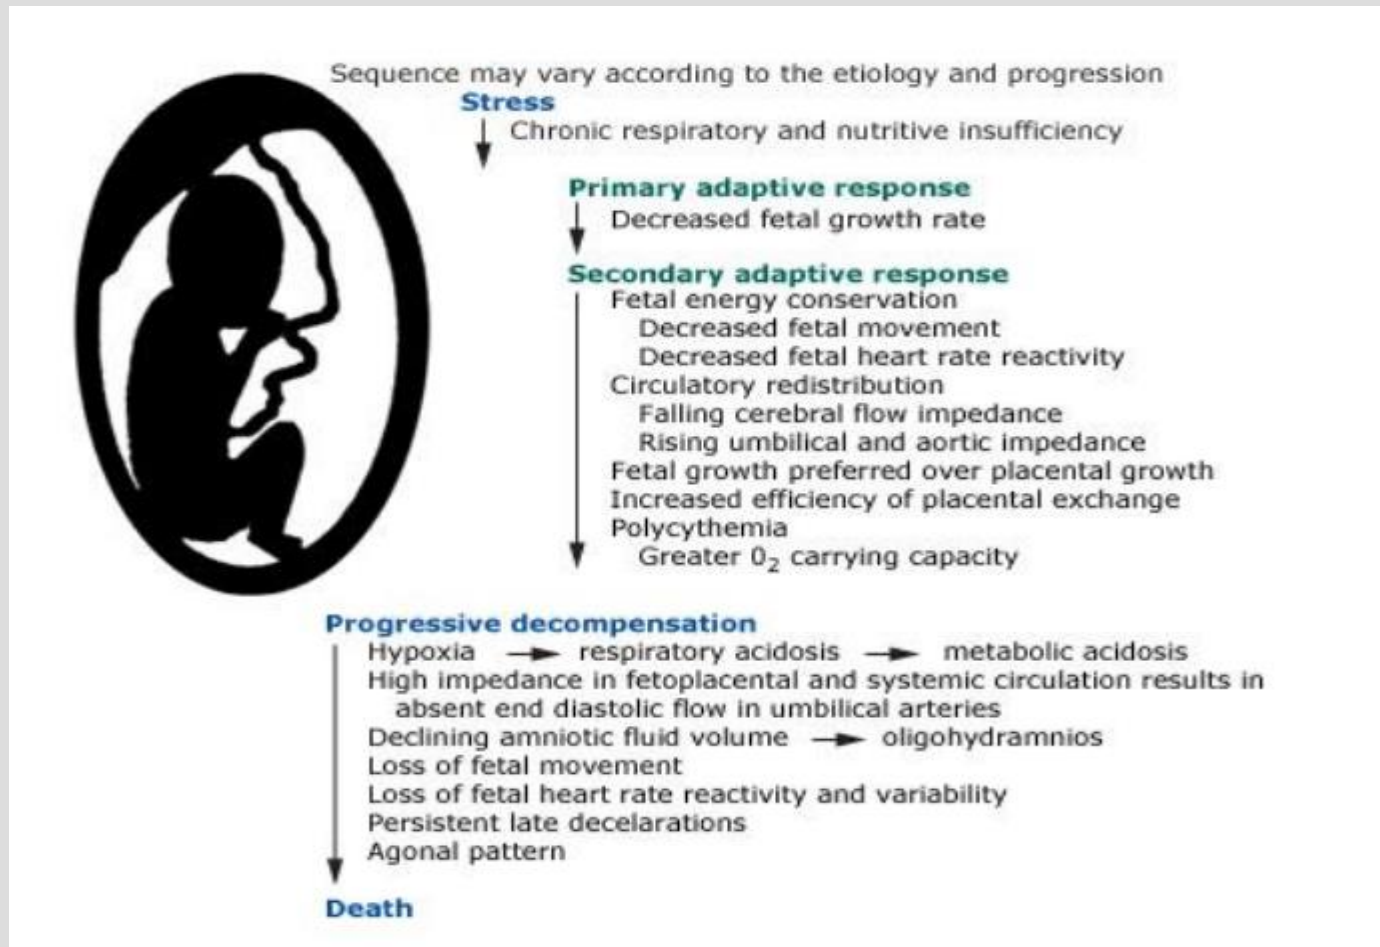 Sequence may vary according to the etiology and progression
Stress
Chronic respiratory and nutritive insufficiency
Primary adaptive response
Decreased fetal growth rate
Secondary adaptive response
Fetal energy conservation
Decreased fetal movement
Decreased fetal heart rate reactivity
Circulatory redistribution
Falling cerebral flow impedance
Rising umbilical and aortic impedance
Fetal growth preferred over placental growth
Increased efficiency of placental exchange
Polycythemia
Greater 0₂ carrying capacity
Progressive decompensation
Hypoxia → respiratory acidosis → metabolic acidosis
High impedance in fetoplacental and systemic circulation results in
absent end diastolic flow in umbilical arteries
Declining amniotic fluid volume → oligohydramnios
Loss of fetal movement
Loss of fetal heart rate reactivity and variability
Persistent late decelarations
Agonal pattern
Death